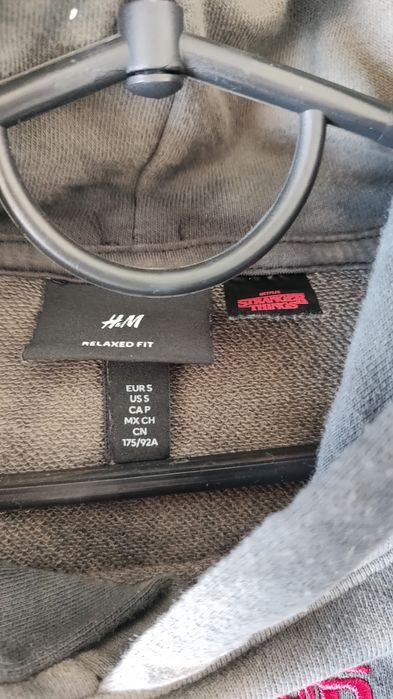 H&M
RELAXED FIT
NETFLIX
STRANGER
THINGS
EUR S
US S
CA P
MX CH
CN
175/92A